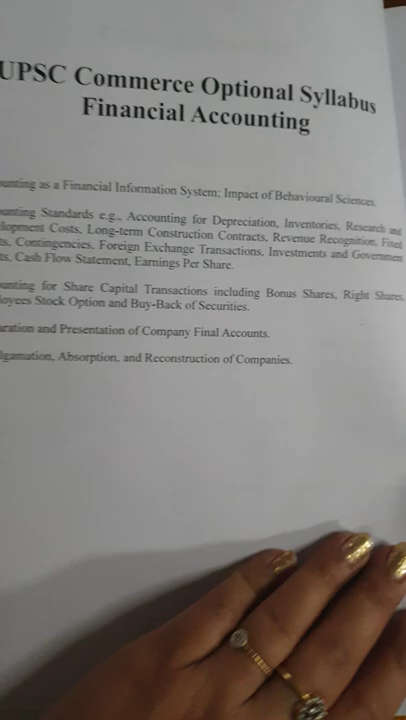 UPSC Commerce Optional Syllabus
Financial Accounting
unting as a Financial Information System; Impact of Behavioural Sciences.
unting Standards e.g., Accounting for Depreciation, Inventories, Research and
lopment Costs, Long-term Construction Contracts, Revenue Recognition, Fixed
ts, Contingencies, Foreign Exchange Transactions, Investments and Government
ts, Cash Flow Statement, Earnings Per Share.
unting for Share Capital Transactions including Bonus Shares, Right Shares,
loyees Stock Option and Buy-Back of Securities.
aration and Presentation of Company Final Accounts.
lgamation, Absorption, and Reconstruction of Companies.